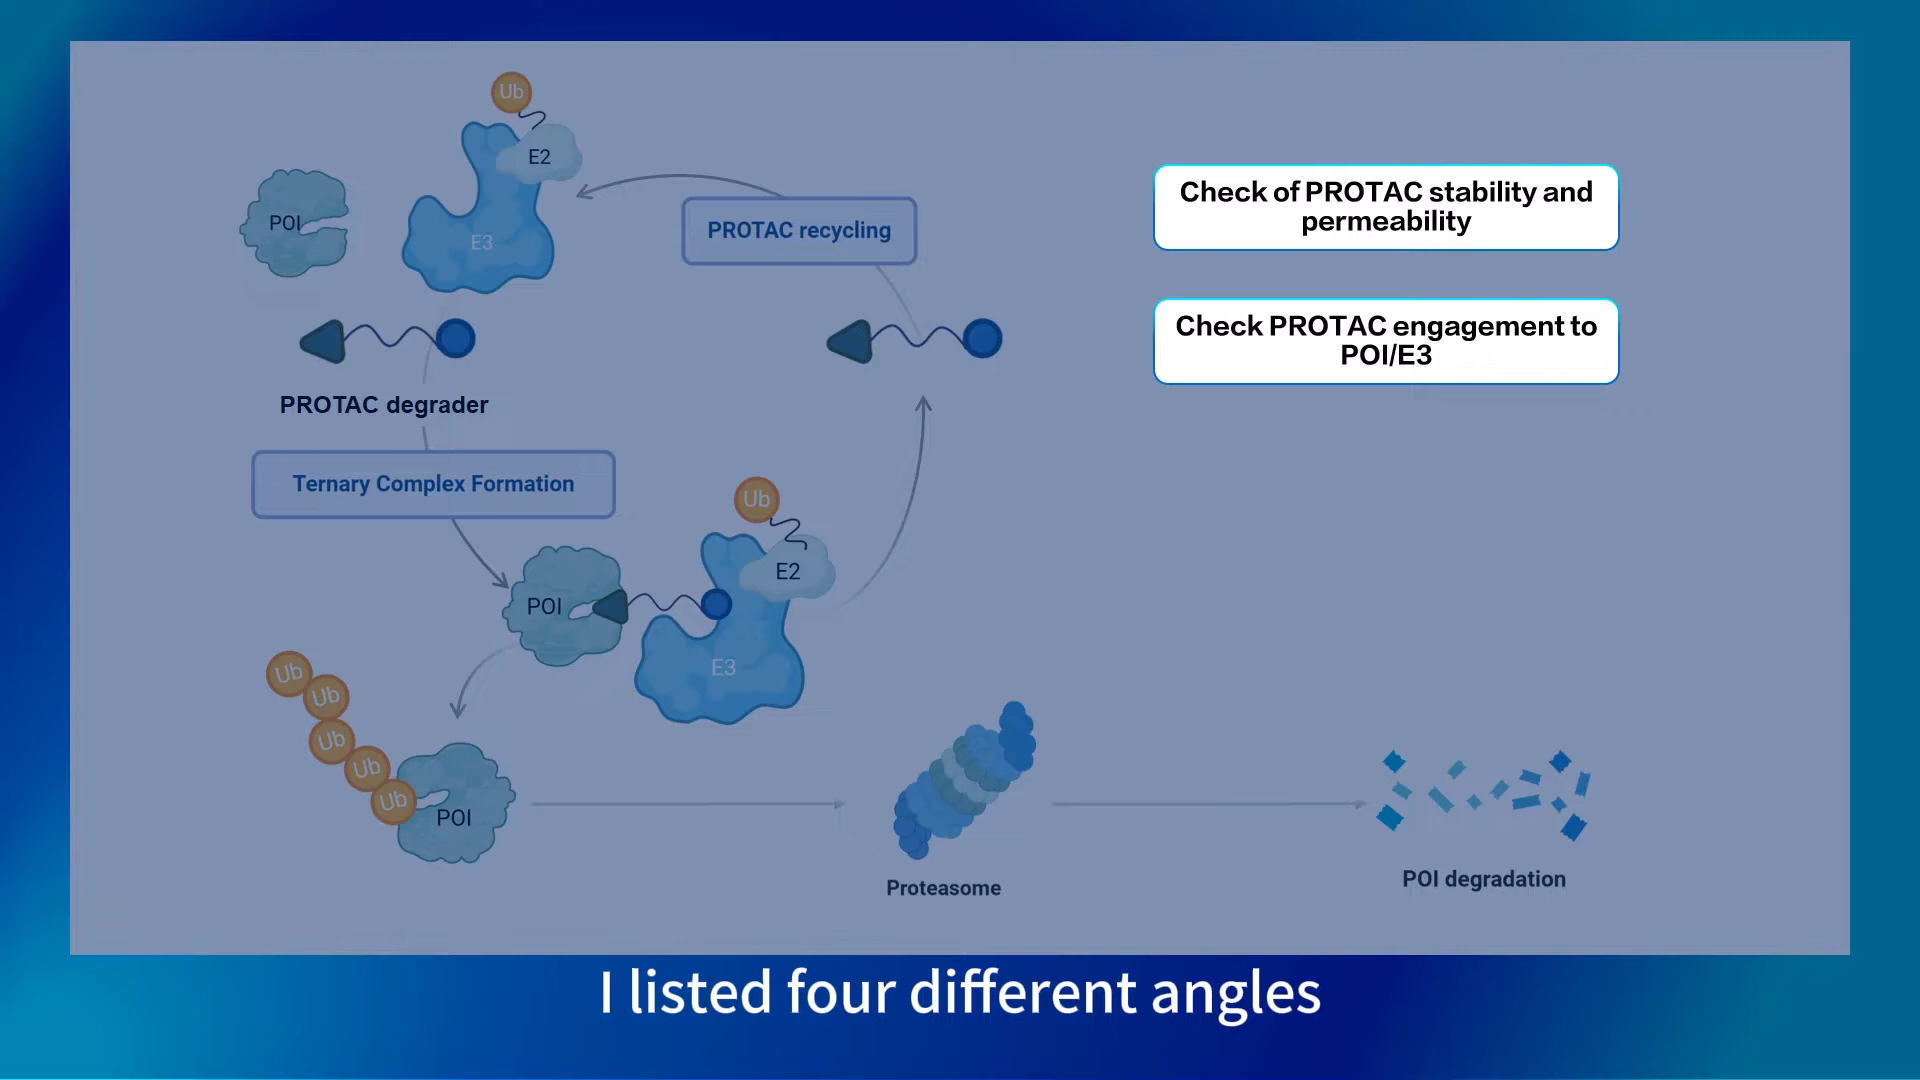 Ub
E2
POI
E3
PROTAC recycling
Check of PROTAC stability and
permeability
Check PROTAC engagement to
POI/E3
PROTAC degrader
Ternary Complex Formation
Ub
E2
POI
E3
Ub
Ub
Ub
Ub
Ub
POI
Proteasome
POI degradation
I listed four different angles